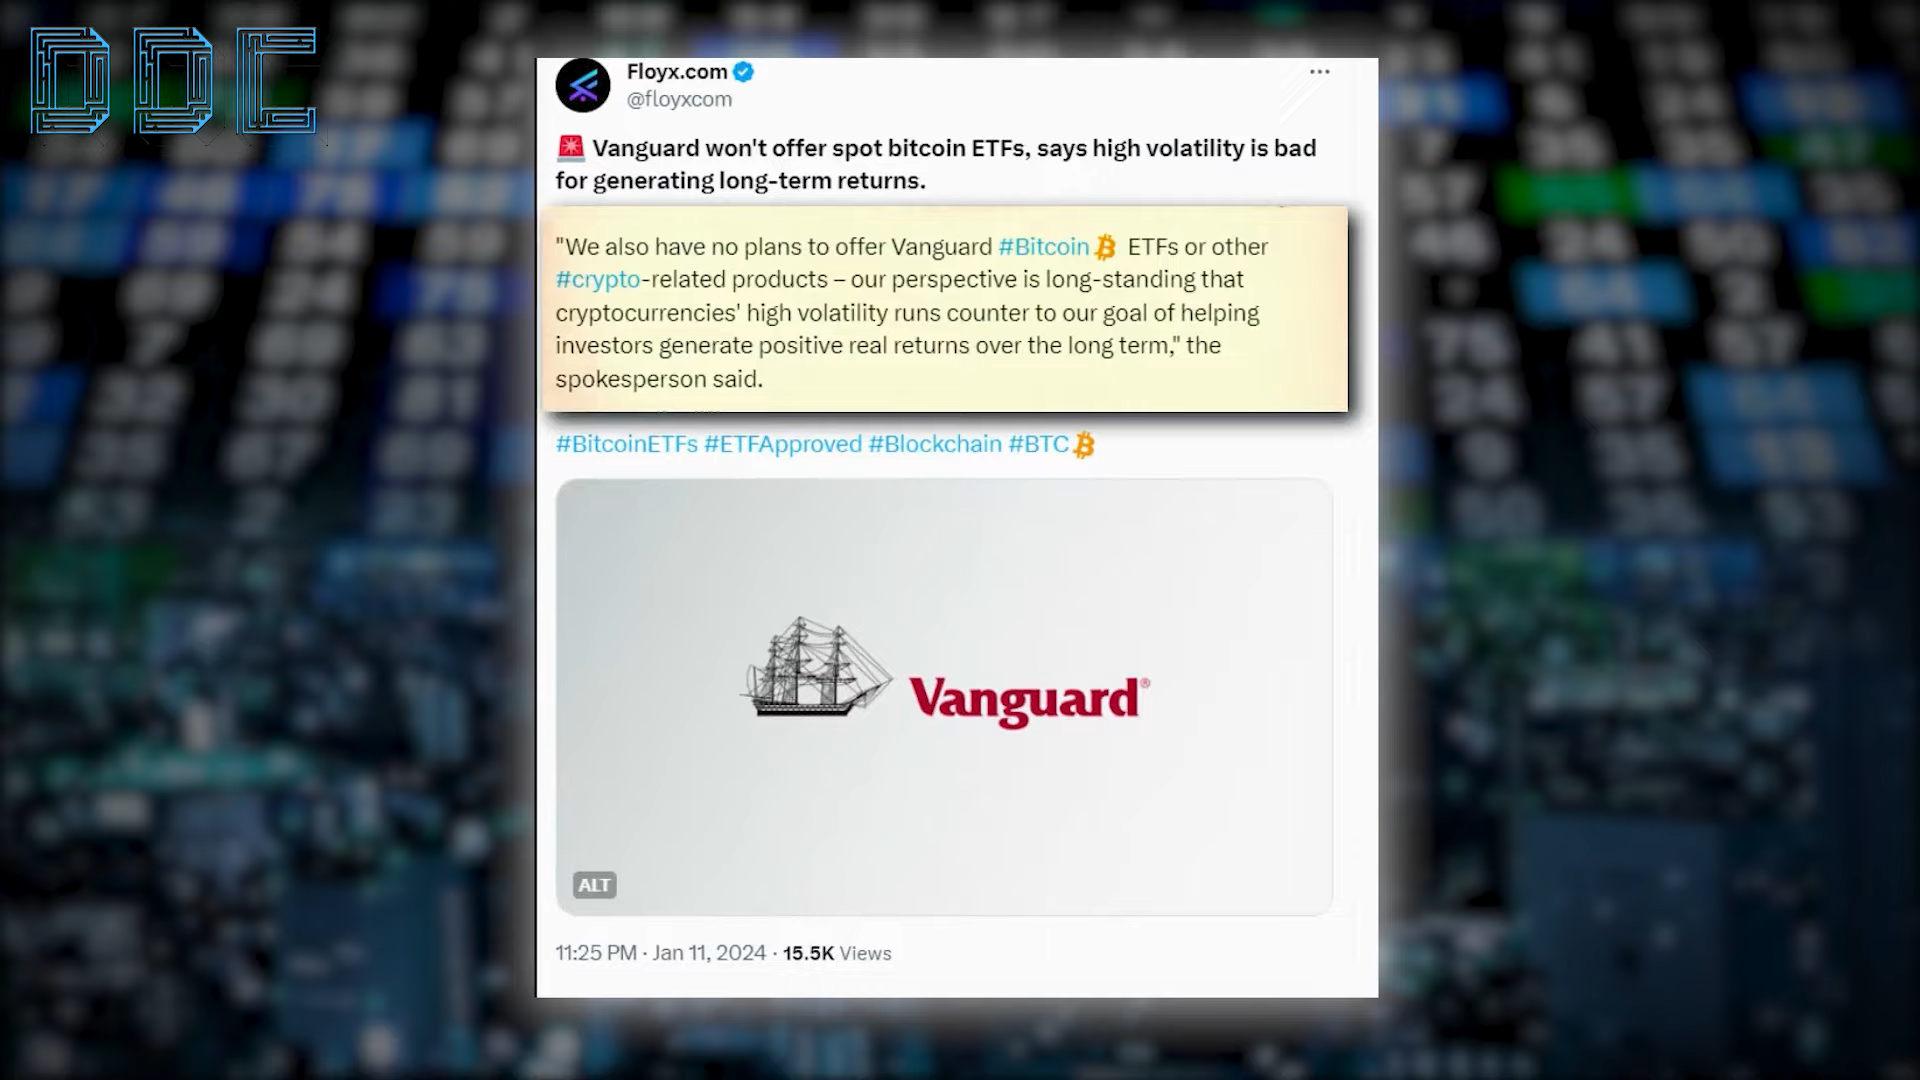 DDC
Floyx.com
@floyxcom
🚨 Vanguard won't offer spot bitcoin ETFs, says high volatility is bad
for generating long-term returns.
"We also have no plans to offer Vanguard #Bitcoin ETFs or other
#crypto-related products – our perspective is long-standing that
cryptocurrencies' high volatility runs counter to our goal of helping
investors generate positive real returns over the long term," the
spokesperson said.
#BitcoinETFs #ETFApproved #Blockchain #BTC
Vanguard®
ALT
11:25 PM · Jan 11, 2024 · 15.5K Views